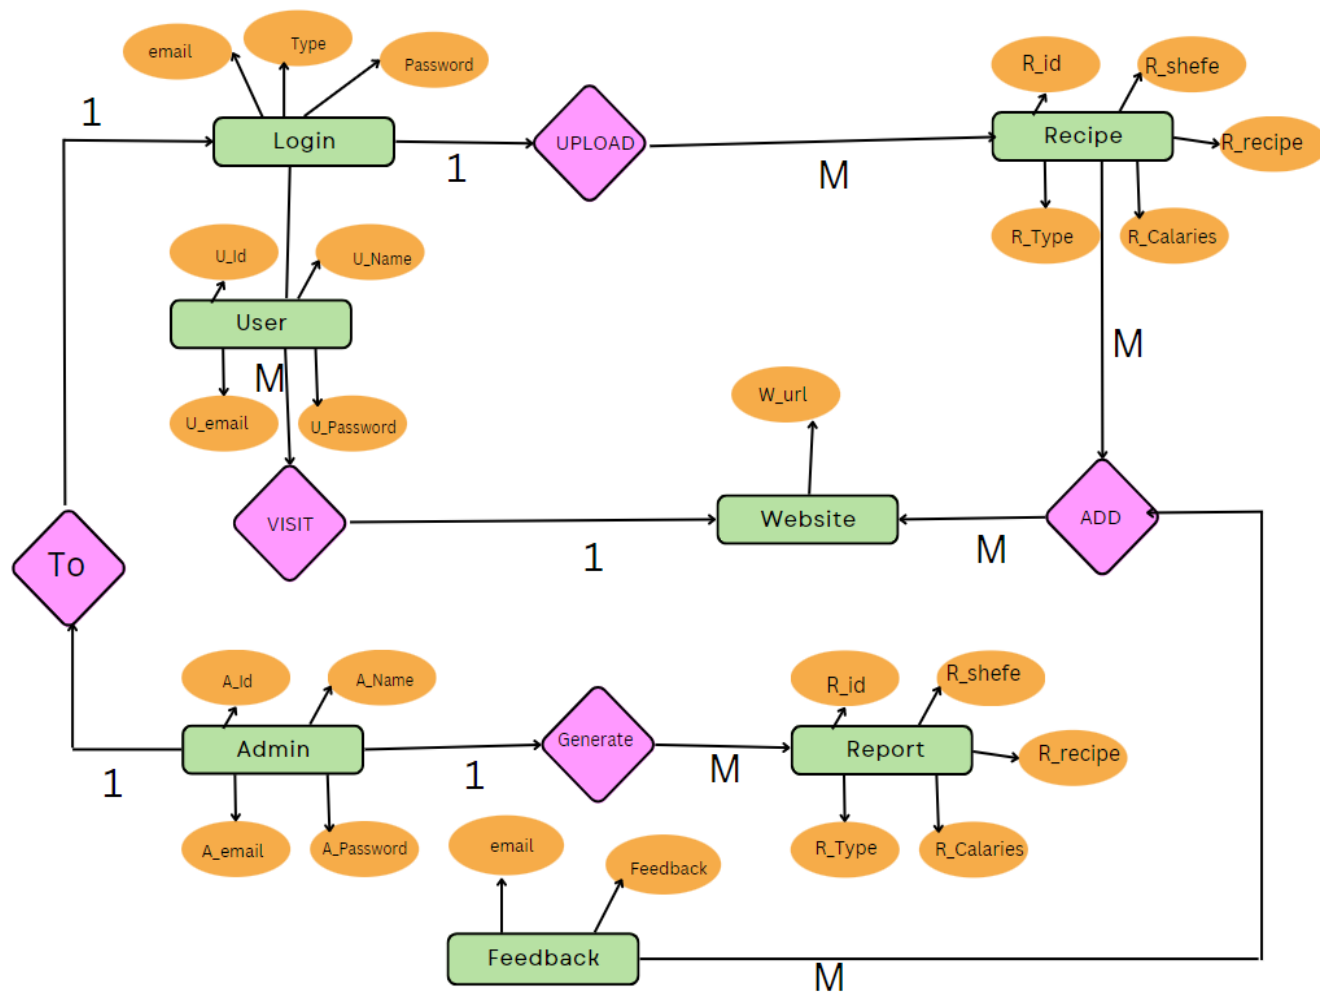 email
Type
Password
R_id
R_shefe
1
Login
UPLOAD
Recipe
R_recipe
1
M
R_Type
R_Calaries
U_Id
U_Name
User
M
M
W_url
U_email
U_Password
VISIT
Website
ADD
1
M
To
A_Id
A_Name
R_id
R_shefe
Admin
Generate
Report
R_recipe
1
1
M
A_email
A_Password
email
R_Type
R_Calaries
Feedback
Feedback
M